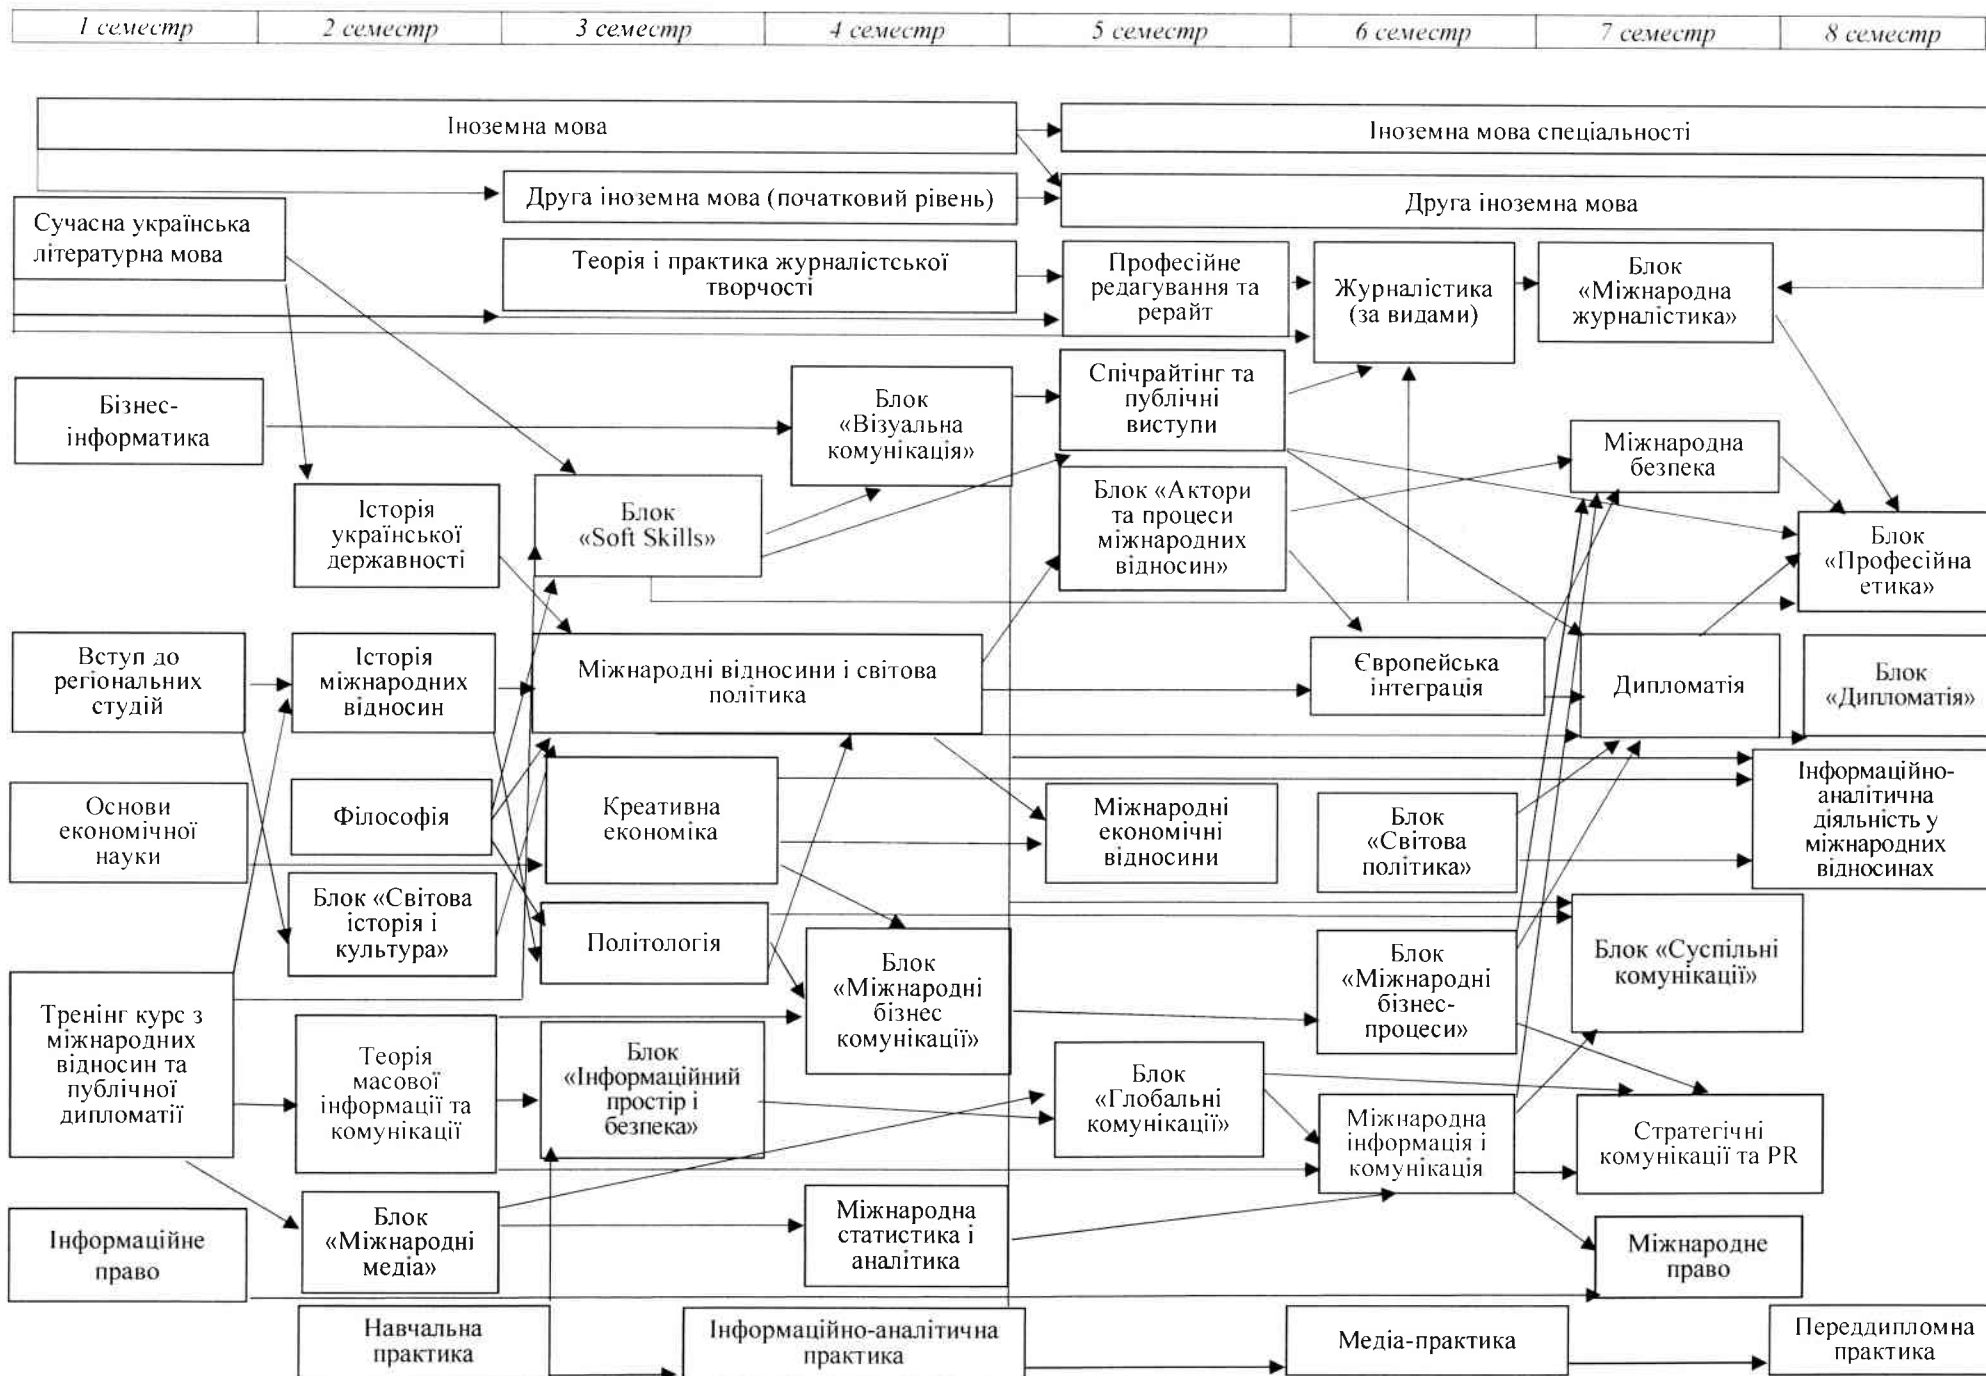 1 семестр
2 семестр
3 семестр
4 семестр
5 семестр
6 семестр
7 семестр
8 семестр
Іноземна мова
Іноземна мова спеціальності
Друга іноземна мова (початковий рівень)
Друга іноземна мова
Сучасна українська
літературна мова
Теорія і практика журналістської
творчості
Професійне
редагування та
рерайт
Журналістика
(за видами)
Блок
«Міжнародна
журналістика»
Бізнес-
інформатика
Блок
«Візуальна
комунікація»
Спічрайтінг та
публічні
виступи
Міжнародна
безпека
Історія
української
державності
Блок
«Soft Skills»
Блок «Актори
та процеси
міжнародних
відносин»
Блок
«Професійна
етика»
Вступ до
регіональних
студій
Історія
міжнародних
відносин
Міжнародні відносини і світова
політика
Європейська
інтеграція
Дипломатія
Блок
«Дипломатія»
Основи
економічної
науки
Філософія
Креативна
економіка
Міжнародні
економічні
відносини
Блок
«Світова
політика»
Інформаційно-
аналітична
діяльність у
міжнародних
відносинах
Блок «Світова
історія і
культура»
Політологія
Блок
«Міжнародні
бізнес
комунікації»
Блок
«Міжнародні
бізнес-
процеси»
Блок «Суспільні
комунікації»
Тренінг курс з
міжнародних
відносин та
публічної
дипломатії
Теорія
масової
інформації та
комунікації
Блок
«Інформаційний
простір і
безпека»
Блок
«Глобальні
комунікації»
Міжнародна
інформація і
комунікація
Стратегічні
комунікації та PR
Інформаційне
право
Блок
«Міжнародні
медіа»
Міжнародна
статистика і
аналітика
Міжнародне
право
Навчальна
практика
Інформаційно-аналітична
практика
Медіа-практика
Переддипломна
практика